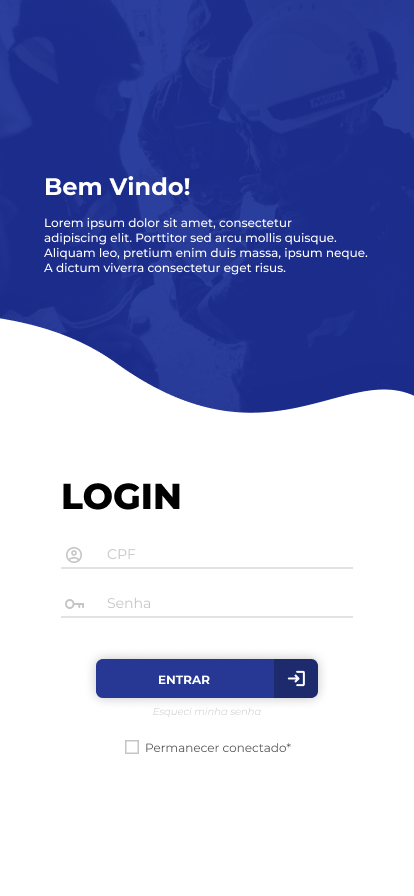 Bem Vindo!
Lorem ipsum dolor sit amet, consectetur
adipiscing elit. Porttitor sed arcu mollis quisque.
Aliquam leo, pretium enim duis massa, ipsum neque.
A dictum viverra consectetur eget risus.
LOGIN
CPF
Senha
ENTRAR
Esqueci minha senha
Permanecer conectado*